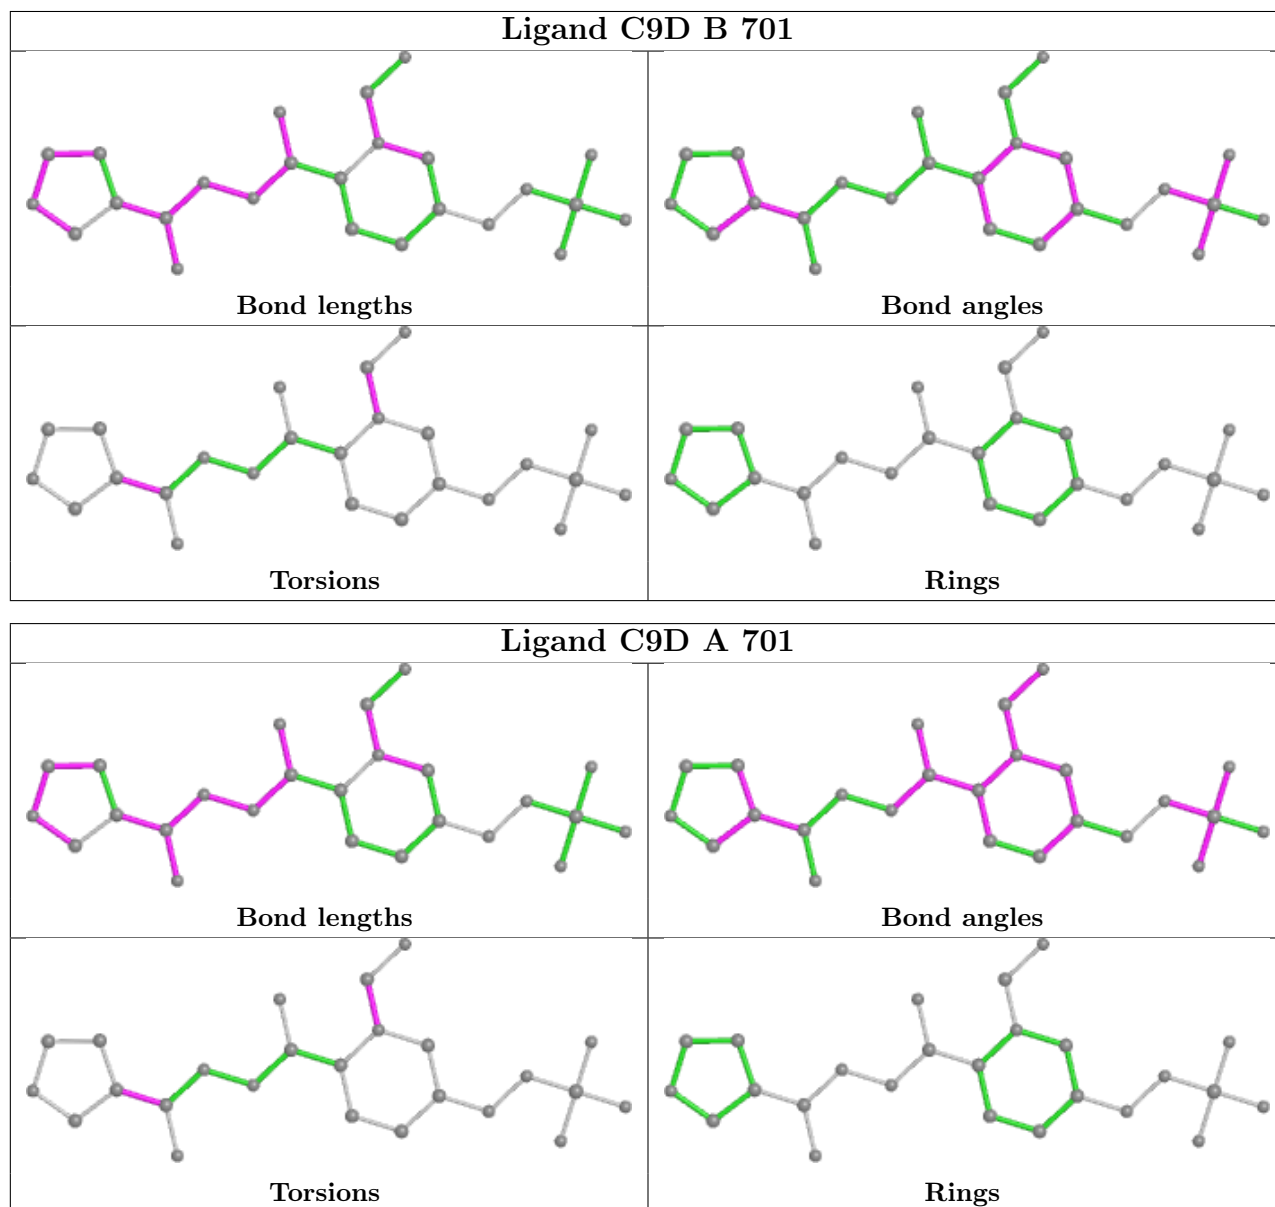 Ligand C9D B 701
Bond lengths
Bond angles
Torsions
Rings
Ligand C9D A 701
Bond lengths
Bond angles
Torsions
Rings